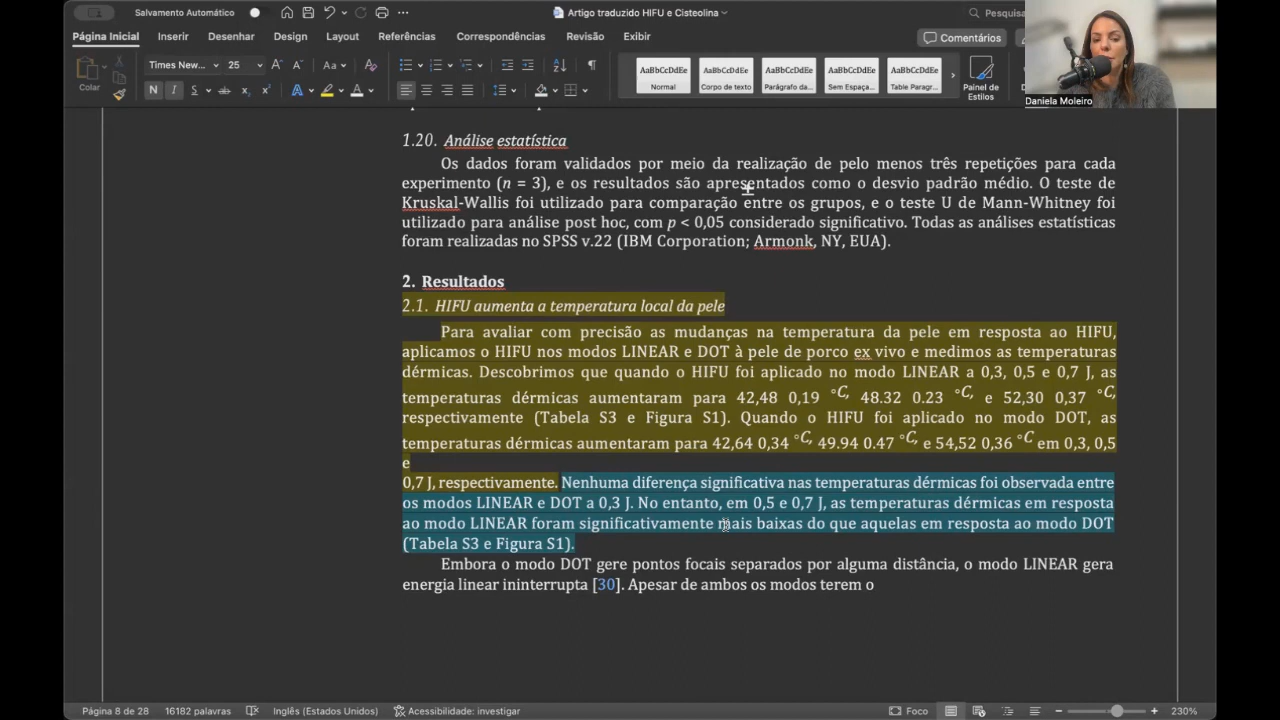 Salvamento Automático
Artigo traduzido HIFU e Cisteolina
Pesquisa
Página Inicial Inserir Desenhar Design Layout Referências Correspondências Revisão Exibir
Comentários
Colar
Times New... 25
AaBbCcDdEe AaBbCcDdEe AaBbCcDdEe AaBbCcDdEe AaBbCcDdEe
Normal Corpo de texto Parágrafo da... Sem Espaça... Table Paragr...
Painel de
Estilos
Daniela Moleiro
1.20. Análise estatística
Os dados foram validados por meio da realização de pelo menos três repetições para cada
experimento (n = 3), e os resultados são apresentados como o desvio padrão médio. O teste de
Kruskal-Wallis foi utilizado para comparação entre os grupos, e o teste U de Mann-Whitney foi
utilizado para análise post hoc, com p < 0,05 considerado significativo. Todas as análises estatísticas
foram realizadas no SPSS v.22 (IBM Corporation; Armonk, NY, EUA).
2. Resultados
2.1. HIFU aumenta a temperatura local da pele
Para avaliar com precisão as mudanças na temperatura da pele em resposta ao HIFU,
aplicamos o HIFU nos modos LINEAR e DOT à pele de porco ex vivo e medimos as temperaturas
dérmicas. Descobrimos que quando o HIFU foi aplicado no modo LINEAR a 0,3, 0,5 e 0,7 J, as
temperaturas dérmicas aumentaram para 42,48 0,19 °C, 48.32 0.23 °C, e 52,30 0,37 °C,
respectivamente (Tabela S3 e Figura S1). Quando o HIFU foi aplicado no modo DOT, as
temperaturas dérmicas aumentaram para 42,64 0,34 °C, 49.94 0.47 °C, e 54,52 0,36 °C em 0,3, 0,5
e
0,7 J, respectivamente. Nenhuma diferença significativa nas temperaturas dérmicas foi observada entre
os modos LINEAR e DOT a 0,3 J. No entanto, em 0,5 e 0,7 J, as temperaturas dérmicas em resposta
ao modo LINEAR foram significativamente mais baixas do que aquelas em resposta ao modo DOT
(Tabela S3 e Figura S1).
Embora o modo DOT gere pontos focais separados por alguma distância, o modo LINEAR gera
energia linear ininterrupta [30]. Apesar de ambos os modos terem o
Página 8 de 28 16182 palavras Inglês (Estados Unidos) Acessibilidade: investigar Foco 230%